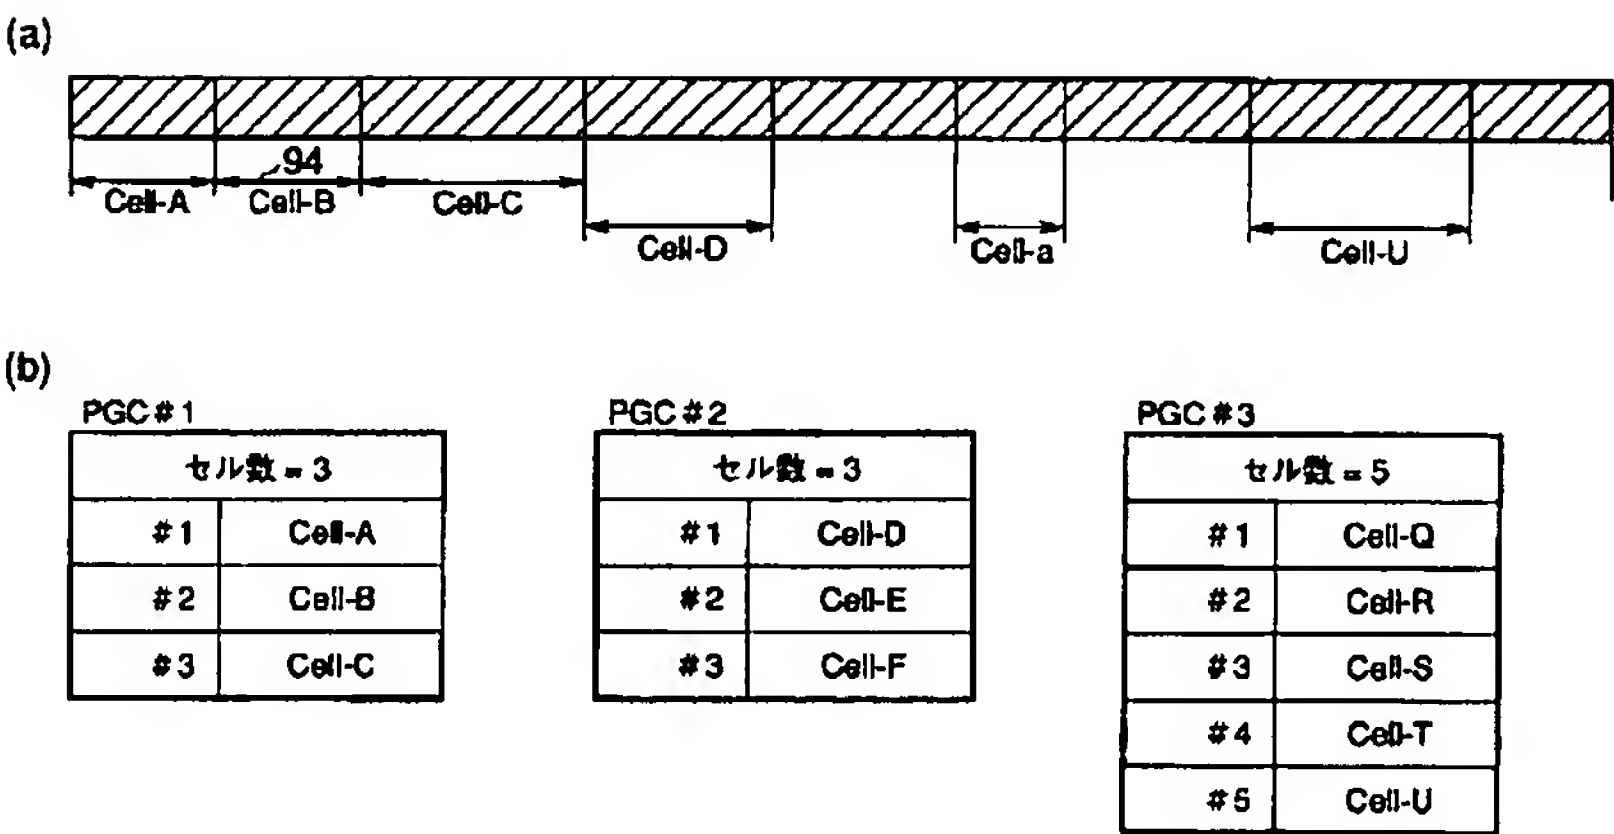 (a)
94
Cell-A Cell-B Cell-C
Cell-D Cell-a Cell-U
(b)
PGC#1 PGC#2 PGC#3
セル数=3 セル数=3 セル数=5
#1 Cell-A #1 Cell-D #1 Cell-Q
#2 Cell-B #2 Cell-E #2 Cell-R
#3 Cell-C #3 Cell-F #3 Cell-S
#4 Cell-T
#5 Cell-U